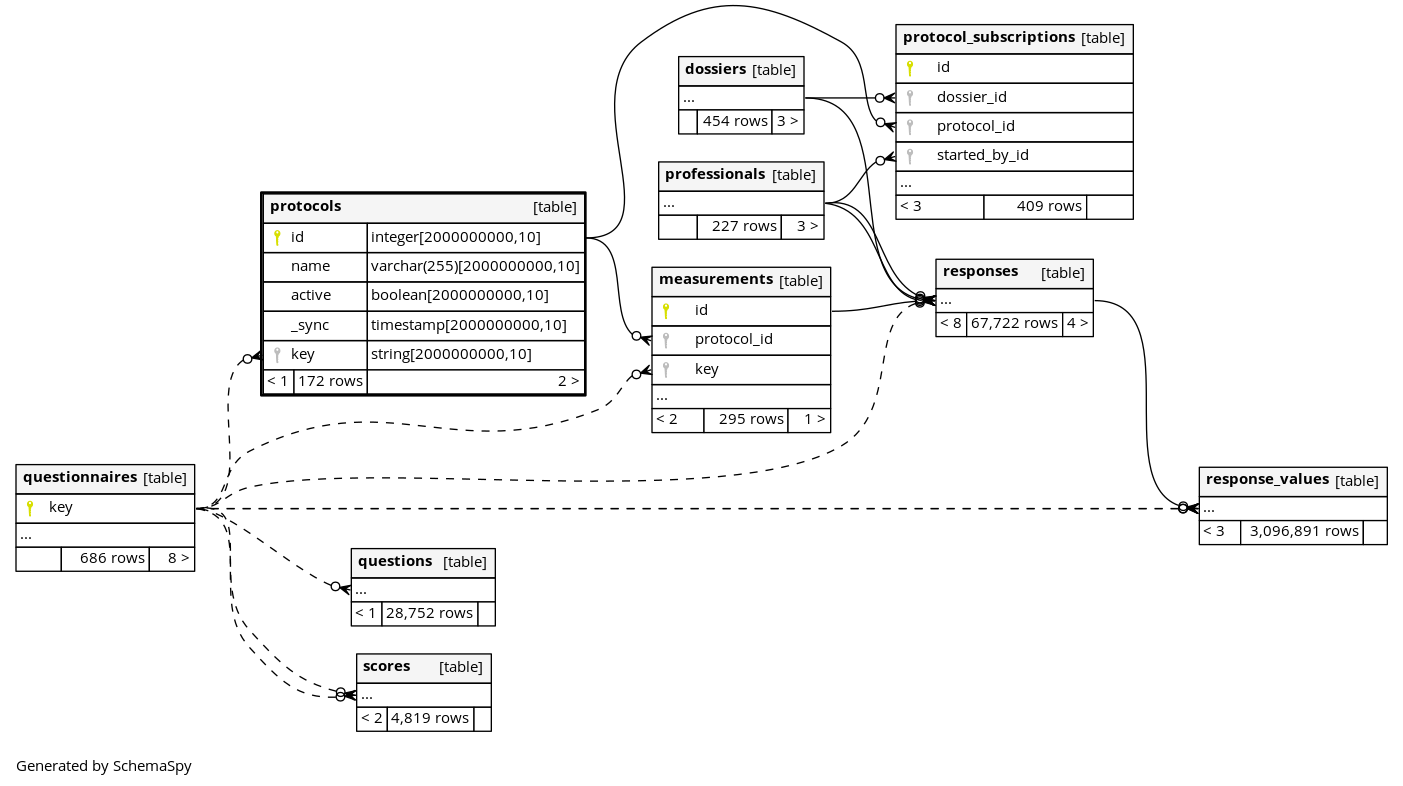 protocol_subscriptions [table]
id
dossier_id
protocol_id
started_by_id
...
< 3 409 rows
dossiers [table]
...
454 rows 3 >
professionals [table]
...
227 rows 3 >
protocols [table]
id integer[2000000000,10]
name varchar(255)[2000000000,10]
active boolean[2000000000,10]
_sync timestamp[2000000000,10]
key string[2000000000,10]
< 1 172 rows 2 >
measurements [table]
id
protocol_id
key
...
< 2 295 rows 1 >
responses [table]
...
< 8 67,722 rows 4 >
questionnaires [table]
key
...
686 rows 8 >
response_values [table]
...
< 3 3,096,891 rows
questions [table]
...
< 1 28,752 rows
scores [table]
...
< 2 4,819 rows
Generated by SchemaSpy